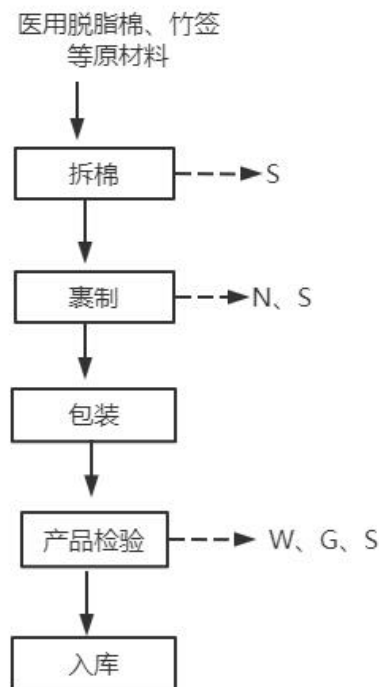 医用脱脂棉、竹签
等原材料
拆棉
S
裹制
N、S
包装
产品检验
W、G、S
入库